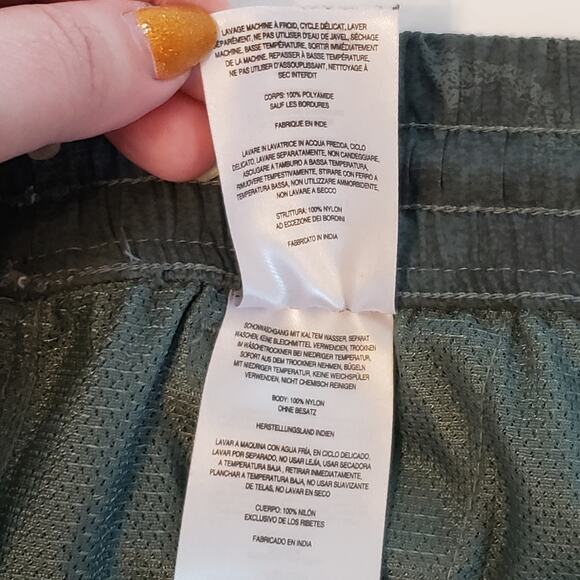 LAVAGE MACHINE À FROID, CYCLE DÉLICAT, LAVER
SÉPARÉMENT, NE PAS UTILISER D'EAU DE JAVEL, SÉCHAGE
MACHINE, BASSE TEMPÉRATURE, SORTIR IMMÉDIATEMENT
DE LA MACHINE, REPASSER À BASSE TEMPÉRATURE,
NE PAS UTILISER D'ASSOUPLISSANT, NETTOYAGE À
SEC INTERDIT
CORPS: 100% POLYAMIDE
SAUF LES BORDURES
FABRIQUE EN INDE
LAVARE IN LAVATRICE IN ACQUA FREDDA, CICLO
DELICATO, LAVARE SEPARATAMENTE, NON CANDEGGIARE,
ASCIUGARE A TAMBURO A BASSA TEMPERATURA,
RIMUOVERE TEMPESTIVAMENTE, STIRARE CON FERRO A
TEMPERATURA BASSA, NON UTILIZZARE AMMORBIDENTE,
NON LAVARE A SECCO
STRUTTURA: 100% NYLON
AD ECCEZIONE DEI BORDINI
FABBRICATO IN INDIA
SCHONWASCHGANG MIT KALTEM WASSER, SEPARAT
WASCHEN, KEINE BLEICHMITTEL VERWENDEN, TROCKNEN
IM WÄSCHETROCKNER BEI NIEDRIGER TEMPERATUR,
SOFORT AUS DEM TROCKNER NEHMEN, BÜGELN
MIT NIEDRIGER TEMPERATUR, KEINE WEICHSPÜLER
VERWENDEN, NICHT CHEMISCH REINIGEN
BODY: 100% NYLON
OHNE BESATZ
HERSTELLUNGSLAND INDIEN
LAVAR A MAQUINA CON AGUA FRÍA, EN CICLO DELICADO,
LAVAR POR SEPARADO, NO USAR LEJÍA, USAR SECADORA
A TEMPERATURA BAJA, RETIRAR INMEDIATAMENTE,
PLANCHAR A TEMPERATURA BAJA, NO USAR SUAVIZANTE
DE TELAS, NO LAVAR EN SECO
CUERPO: 100% NILÓN
EXCLUSIVO DE LOS RIBETES
FABRICADO EN INDIA